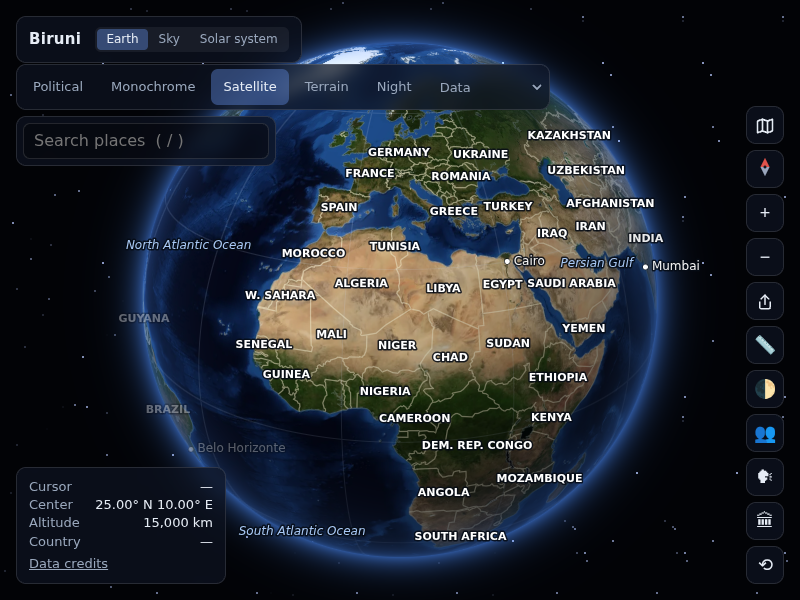 Biruni Earth Sky Solar system
Political Monochrome Satellite Terrain Night Data
Search places ( / )
KAZAKHSTAN
GERMANY UKRAINE
FRANCE ROMANIA UZBEKISTAN
SPAIN GREECE TURKEY AFGHANISTAN
IRAQ IRAN INDIA
North Atlantic Ocean MOROCCO TUNISIA
Cairo Persian Gulf Mumbai
W. SAHARA ALGERIA LIBYA EGYPT SAUDI ARABIA
GUYANA
SENEGAL MALI NIGER CHAD SUDAN YEMEN
GUINEA NIGERIA ETHIOPIA
BRAZIL CAMEROON KENYA
Belo Horizonte DEM. REP. CONGO
ANGOLA MOZAMBIQUE
South Atlantic Ocean SOUTH AFRICA
Cursor —
Center 25.00° N 10.00° E
Altitude 15,000 km
Country —
Data credits